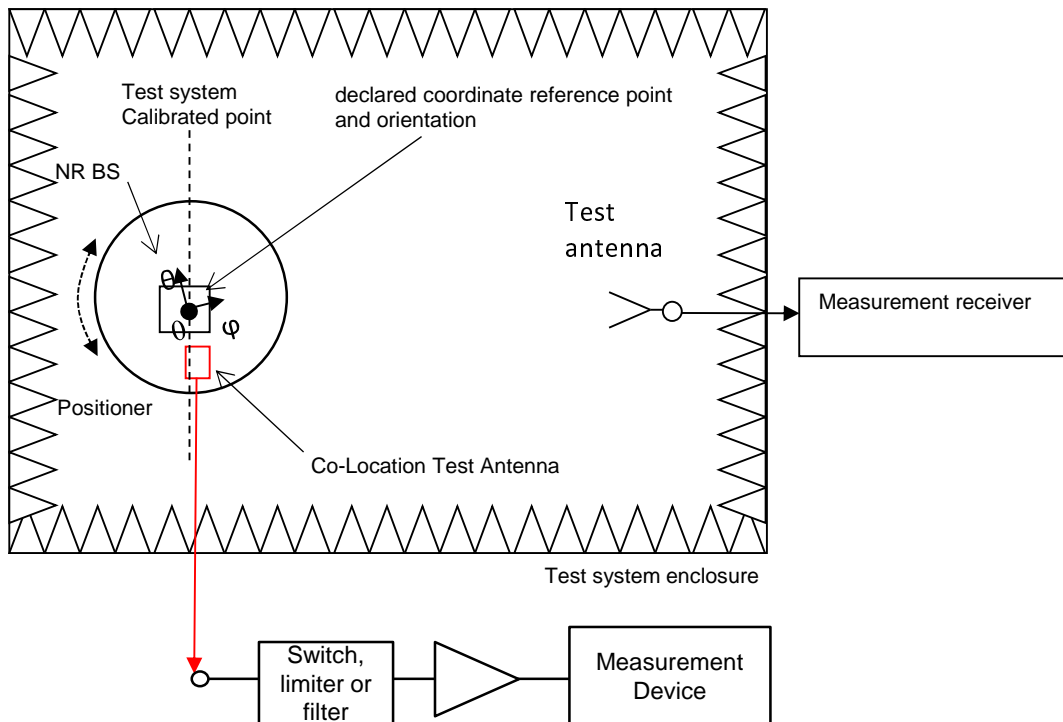 Test system
Calibrated point
declared coordinate reference point
and orientation
NR BS
Test
antenna
θ
θ
φ
Measurement receiver
Positioner
Co-Location Test Antenna
Test system enclosure
Switch,
limiter or
filter
Measurement
Device